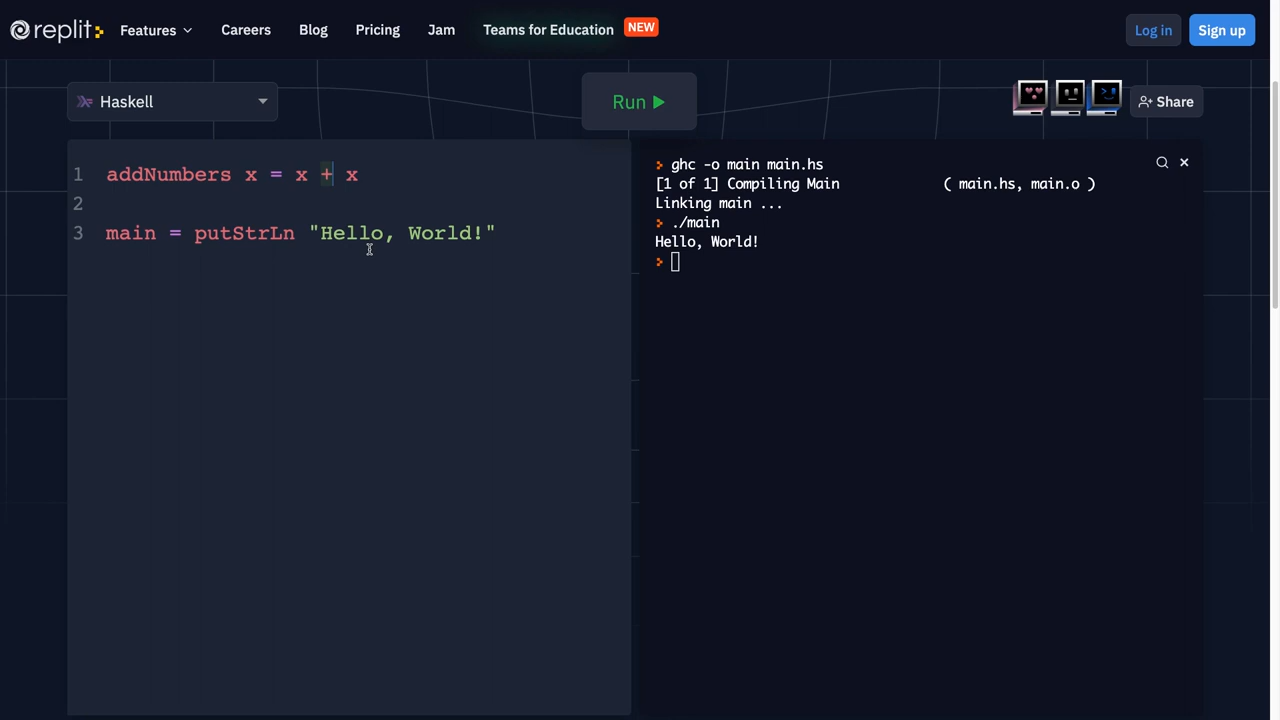 replit
Features
Careers
Blog
Pricing
Jam
Teams for Education
NEW
Log in
Sign up
Haskell
Run
Share
1 addNumbers x = x + x
2
3 main = putStrLn "Hello, World!"
> ghc -o main main.hs
[1 of 1] Compiling Main ( main.hs, main.o )
Linking main ...
> ./main
Hello, World!
>